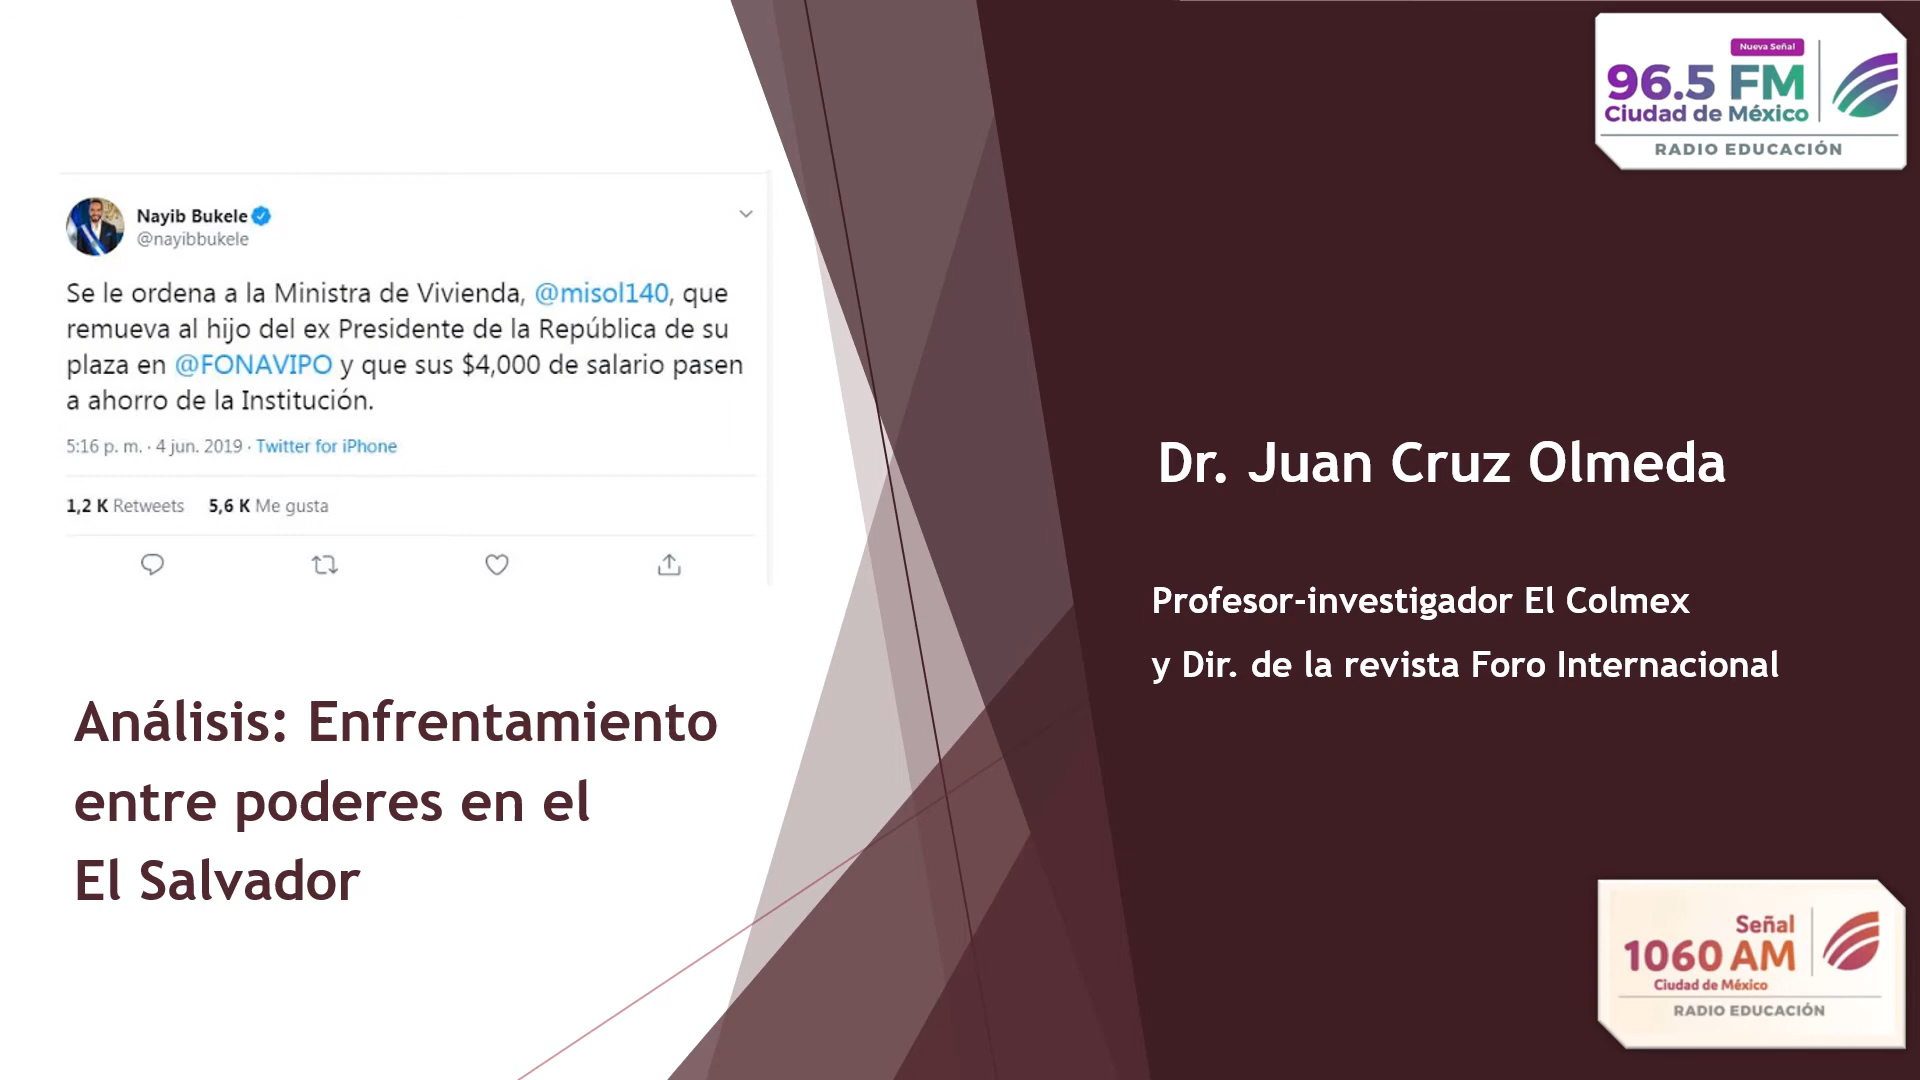 Nayib Bukele
@nayibbukele
Se le ordena a la Ministra de Vivienda, @misol140, que
remueva al hijo del ex Presidente de la República de su
plaza en @FONAVIPO y que sus $4,000 de salario pasen
a ahorro de la Institución.
5:16 p. m. · 4 jun. 2019 · Twitter for iPhone
1,2 K Retweets 5,6 K Me gusta
Análisis: Enfrentamiento
entre poderes en el
El Salvador
Nueva Señal
96.5 FM
Ciudad de México
RADIO EDUCACIÓN
Dr. Juan Cruz Olmeda
Profesor-investigador El Colmex
y Dir. de la revista Foro Internacional
Señal
1060 AM
Ciudad de México
RADIO EDUCACIÓN